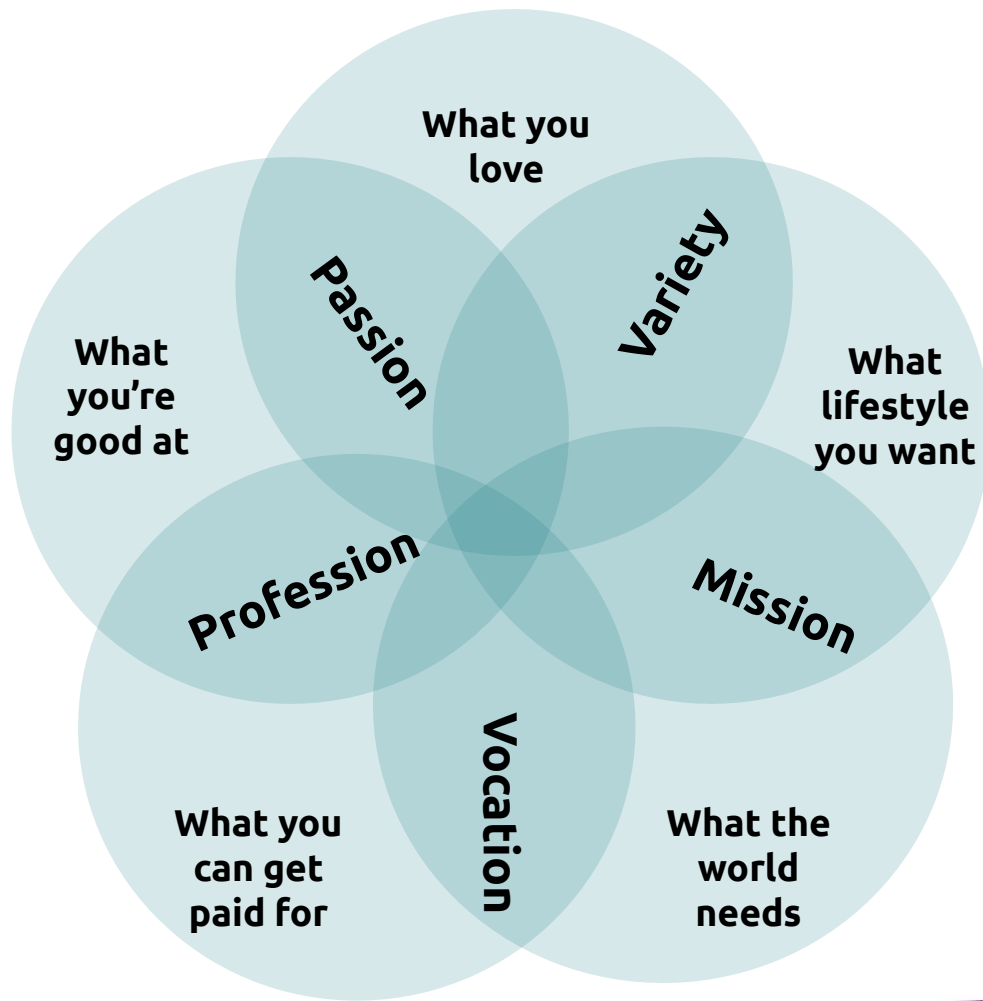 What you
love
Passion
Variety
What
you’re
good at
What
lifestyle
you want
Profession
Mission
Vocation
What you
can get
paid for
What the
world
needs